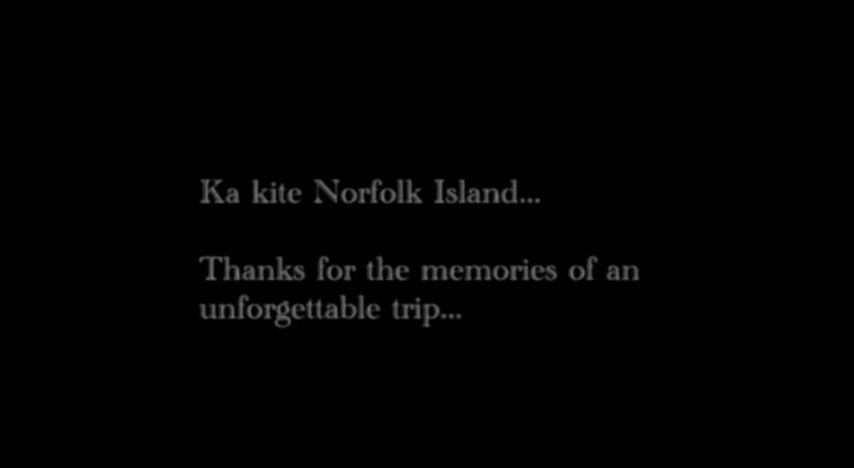 Ka kite Norfolk Island...
Thanks for the memories of an
unforgettable trip...